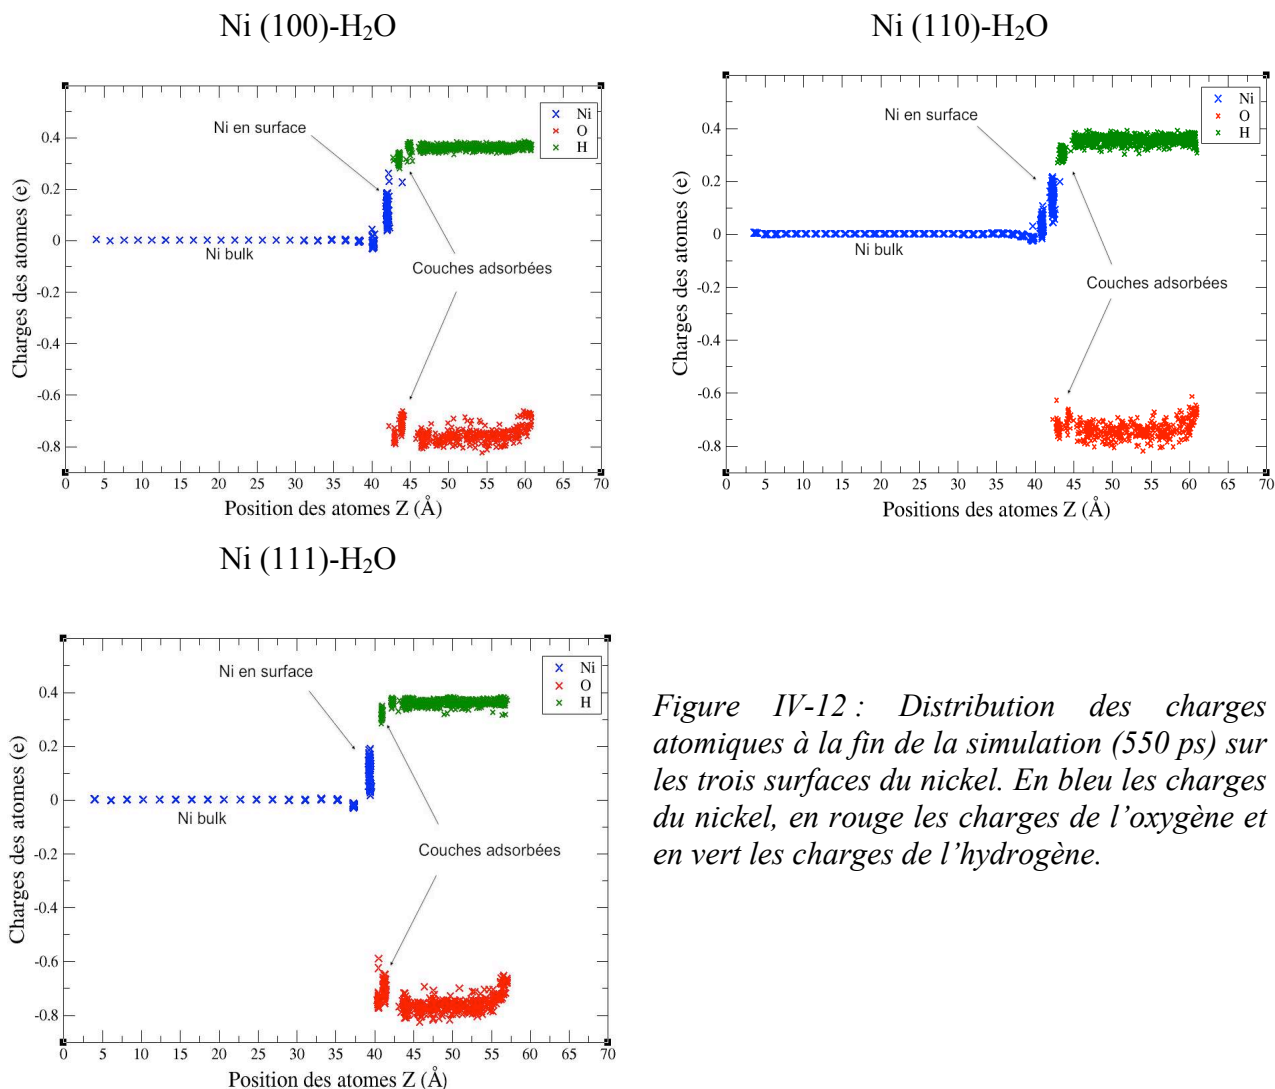 Ni (100)-H₂O
Ni (110)-H₂O
Charges des atomes (e)
0.4
0.2
0
-0.2
-0.4
-0.6
-0.8
Ni en surface
Ni
O
H
Ni bulk
Couches adsorbées
0 5 10 15 20 25 30 35 40 45 50 55 60 65 70
Position des atomes Z (Å)
Charges des atomes (e)
0.4
0.2
0
-0.2
-0.4
-0.6
-0.8
Ni en surface
Ni
O
H
Ni bulk
Couches adsorbées
0 5 10 15 20 25 30 35 40 45 50 55 60 65 70
Positions des atomes Z (Å)
Ni (111)-H₂O
Charges des atomes (e)
0.4
0.2
0
-0.2
-0.4
-0.6
-0.8
Ni en surface
Ni
O
H
Ni bulk
Couches adsorbées
0 5 10 15 20 25 30 35 40 45 50 55 60 65 70
Position des atomes Z (Å)
Figure IV-12 : Distribution des charges
atomiques à la fin de la simulation (550 ps) sur
les trois surfaces du nickel. En bleu les charges
du nickel, en rouge les charges de l’oxygène et
en vert les charges de l’hydrogène.